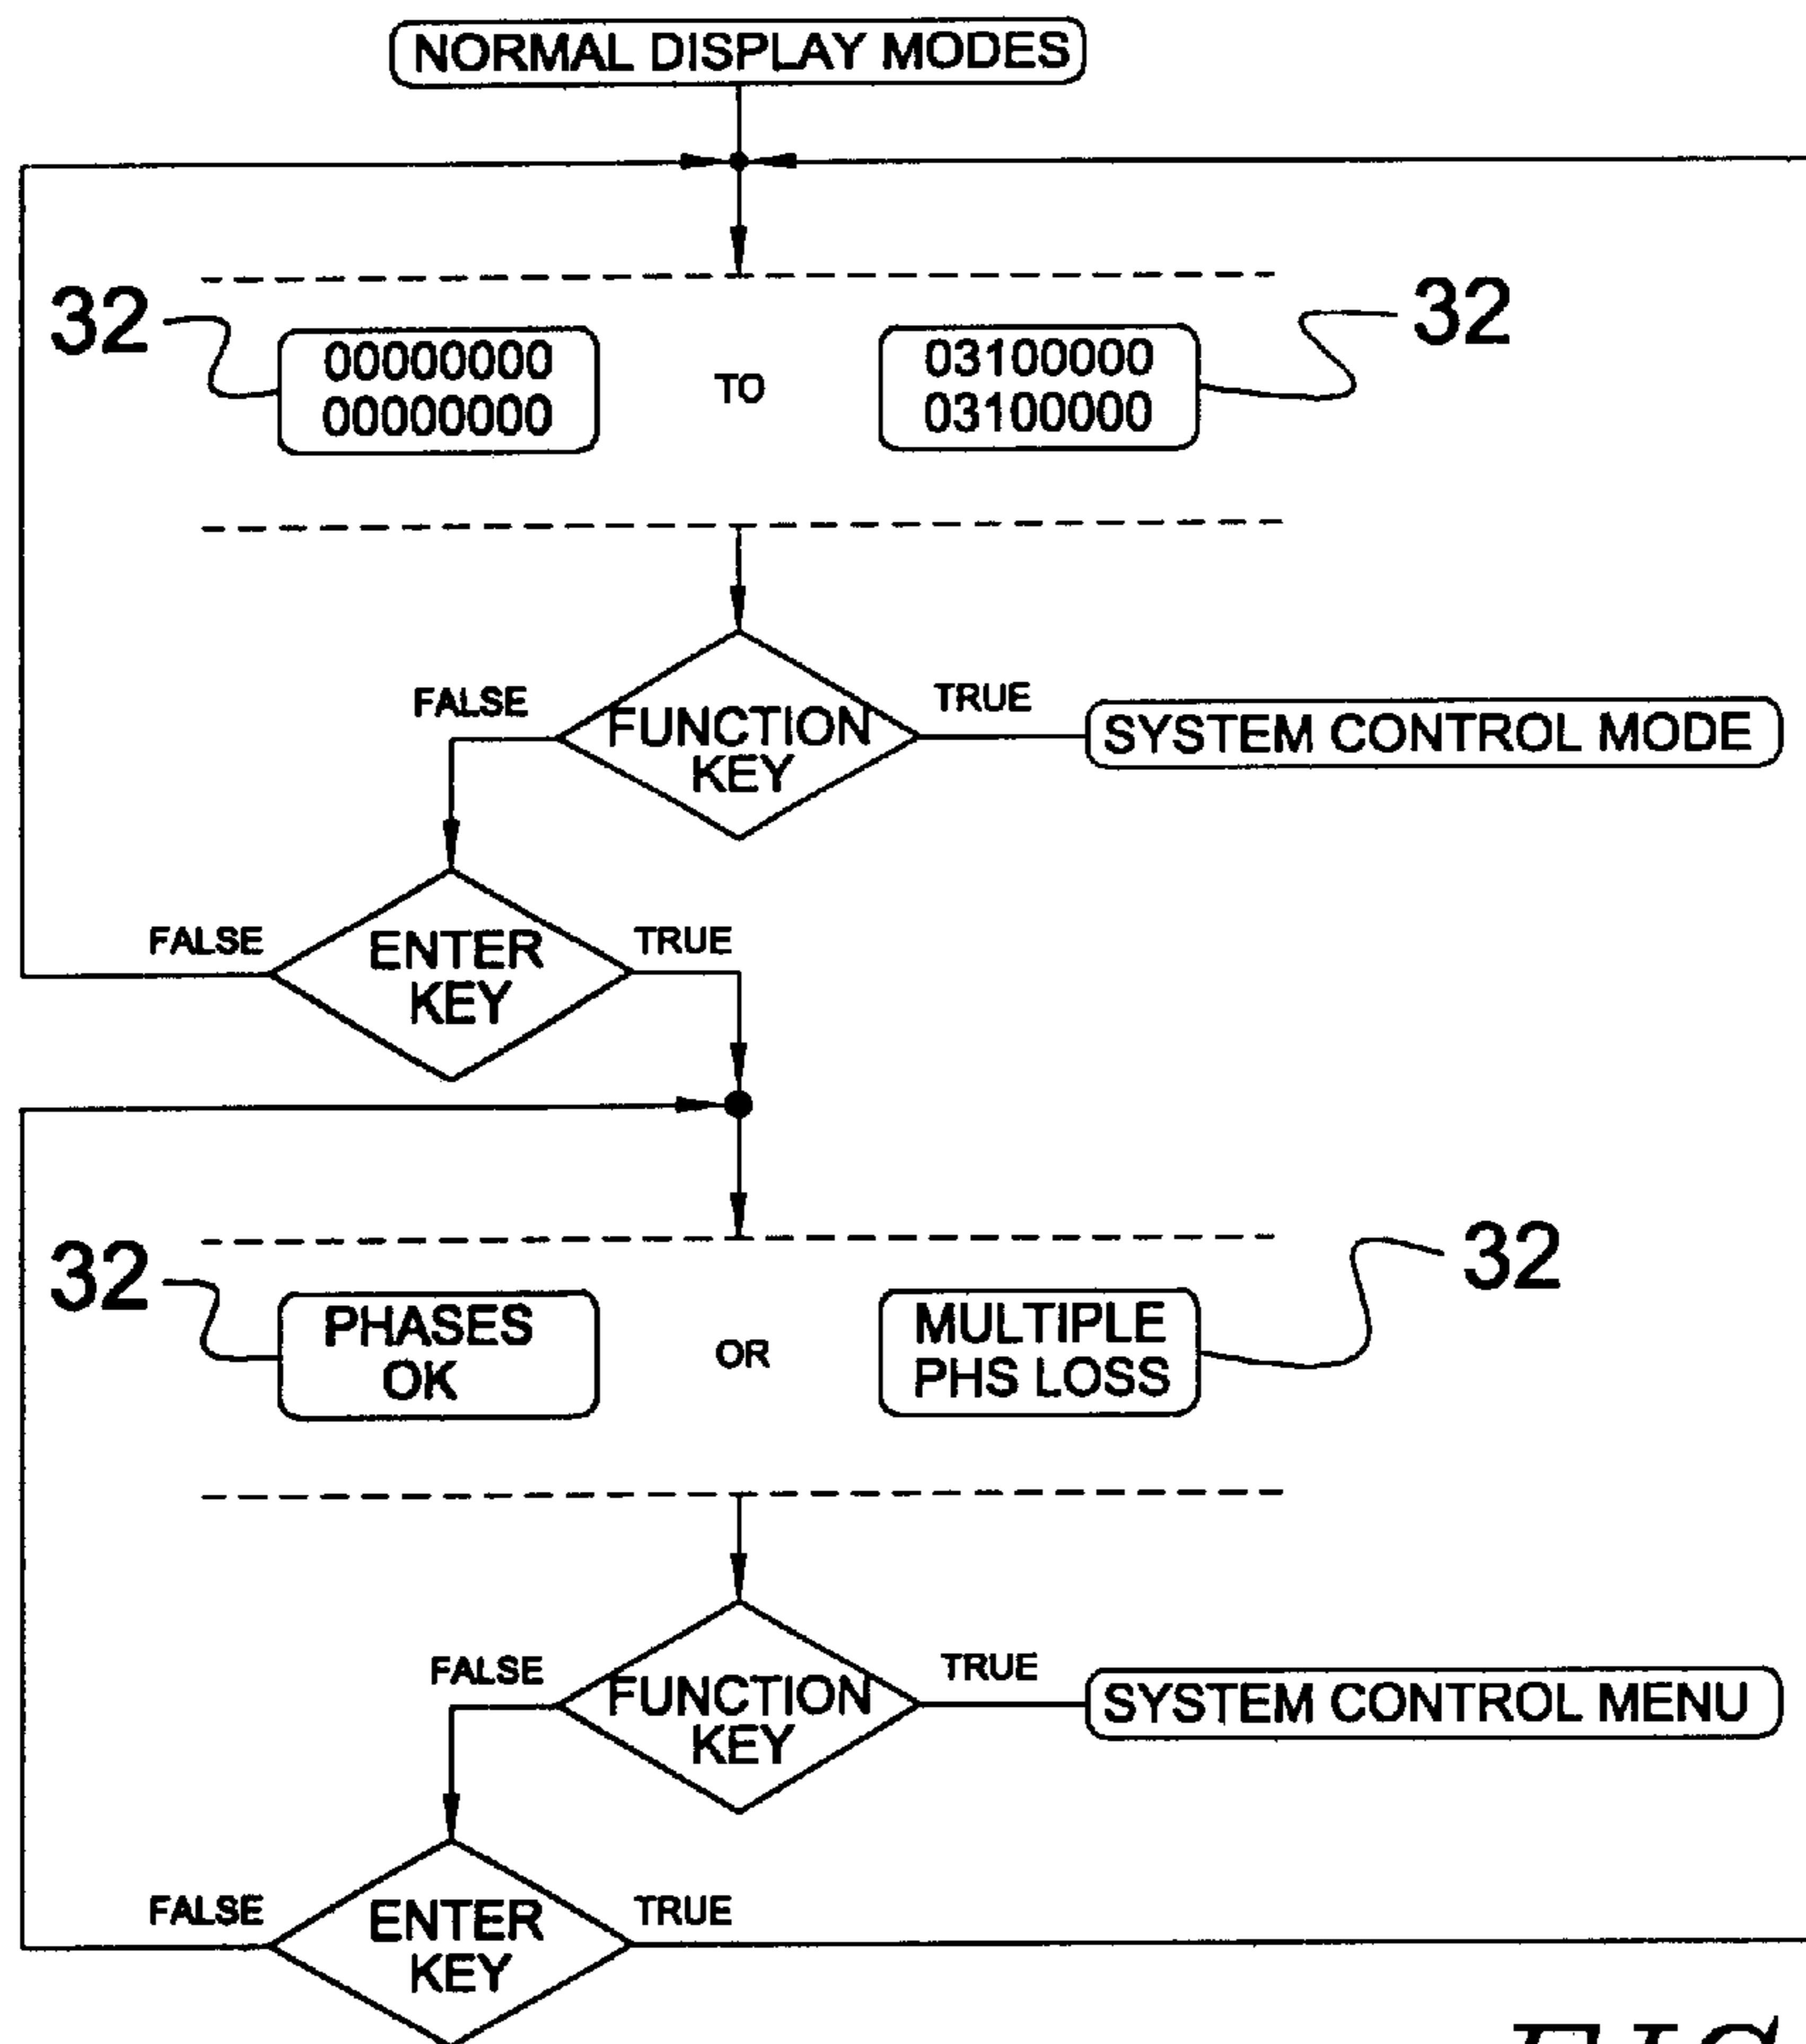 NORMAL DISPLAY MODES
32
00000000
00000000
TO
03100000
03100000
32
FALSE
FUNCTION
KEY
TRUE
SYSTEM CONTROL MODE
FALSE
ENTER
KEY
TRUE
32
PHASES
OK
OR
MULTIPLE
PHS LOSS
32
FALSE
FUNCTION
KEY
TRUE
SYSTEM CONTROL MENU
FALSE
ENTER
KEY
TRUE